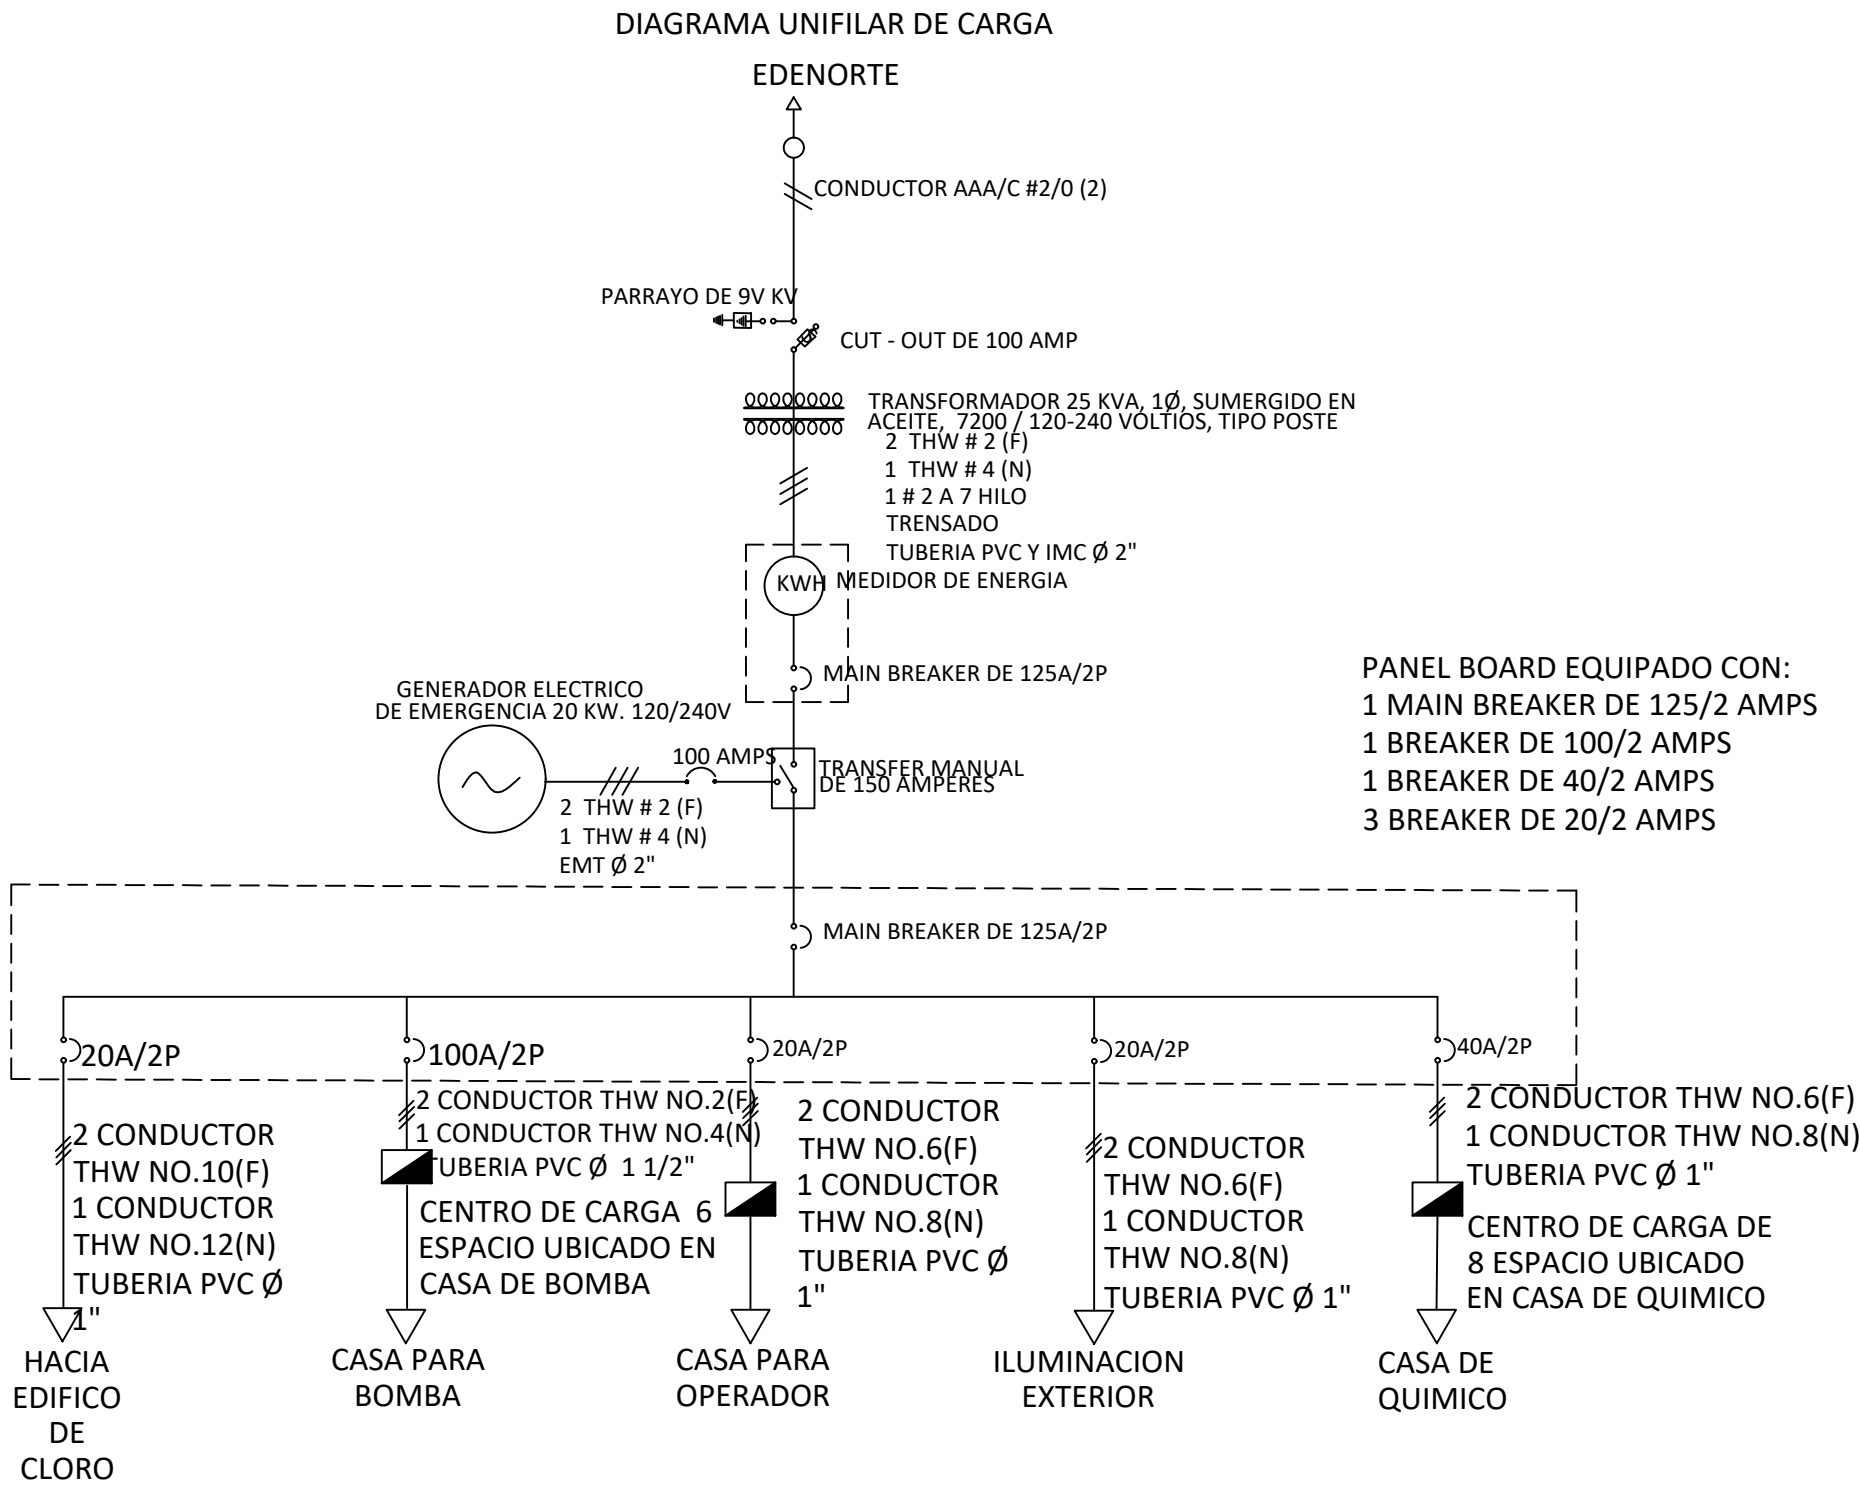 DIAGRAMA UNIFILAR DE CARGA
EDENORTE
CONDUCTOR AAA/C #2/0 (2)
PARRAYO DE 9V KV
CUT - OUT DE 100 AMP
TRANSFORMADOR 25 KVA, 1Ø, SUMERGIDO EN
ACEITE, 7200 / 120-240 VOLTIOS, TIPO POSTE
2 THW # 2 (F)
1 THW # 4 (N)
1 # 2 A 7 HILO
TRENSADO
TUBERIA PVC Y IMC Ø 2"
KWH
MEDIDOR DE ENERGIA
MAIN BREAKER DE 125A/2P
GENERADOR ELECTRICO
DE EMERGENCIA 20 KW. 120/240V
100 AMPS
TRANSFER MANUAL
DE 150 AMPERES
2 THW # 2 (F)
1 THW # 4 (N)
EMT Ø 2"
PANEL BOARD EQUIPADO CON:
1 MAIN BREAKER DE 125/2 AMPS
1 BREAKER DE 100/2 AMPS
1 BREAKER DE 40/2 AMPS
3 BREAKER DE 20/2 AMPS
MAIN BREAKER DE 125A/2P
20A/2P
100A/2P
20A/2P
20A/2P
40A/2P
2 CONDUCTOR
THW NO.10(F)
1 CONDUCTOR
THW NO.12(N)
TUBERIA PVC Ø
1"
HACIA
EDIFICO
DE
CLORO
2 CONDUCTOR THW NO.2(F)
1 CONDUCTOR THW NO.4(N)
TUBERIA PVC Ø 1 1/2"
CENTRO DE CARGA 6
ESPACIO UBICADO EN
CASA DE BOMBA
CASA PARA
BOMBA
2 CONDUCTOR
THW NO.6(F)
1 CONDUCTOR
THW NO.8(N)
TUBERIA PVC Ø
1"
CASA PARA
OPERADOR
2 CONDUCTOR
THW NO.6(F)
1 CONDUCTOR
THW NO.8(N)
TUBERIA PVC Ø 1"
ILUMINACION
EXTERIOR
2 CONDUCTOR THW NO.6(F)
1 CONDUCTOR THW NO.8(N)
TUBERIA PVC Ø 1"
CENTRO DE CARGA DE
8 ESPACIO UBICADO
EN CASA DE QUIMICO
CASA DE
QUIMICO